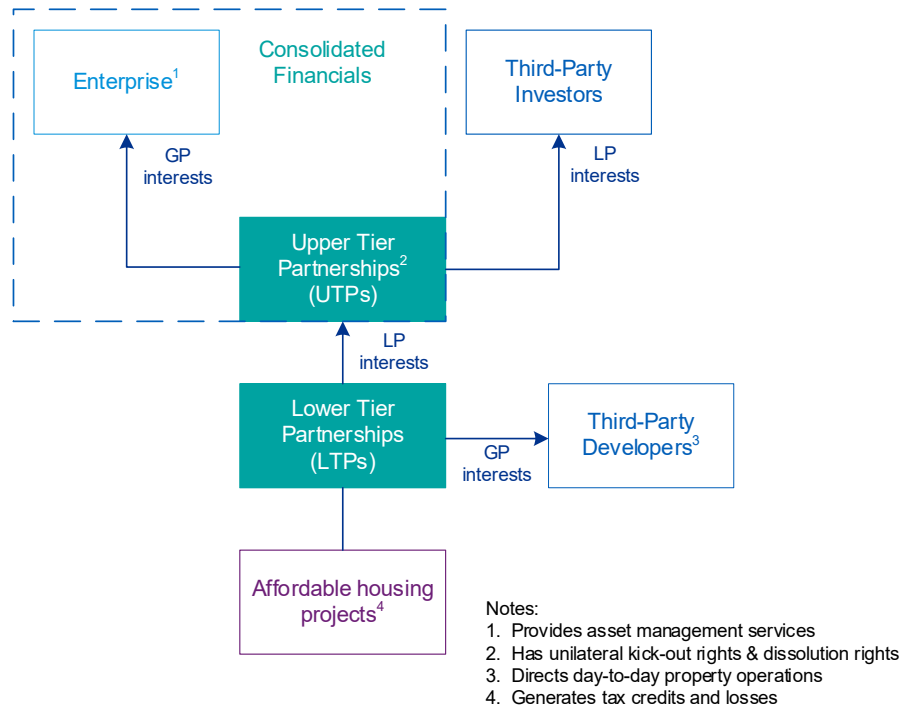 Consolidated
Financials
Enterprise1
Third-Party
Investors
GP
interests
LP
interests
Upper Tier
Partnerships2
(UTPs)
LP
interests
Lower Tier
Partnerships
(LTPs)
Third-Party
Developers3
GP
interests
Affordable housing
projects4
Notes:
1. Provides asset management services
2. Has unilateral kick-out rights & dissolution rights
3. Directs day-to-day property operations
4. Generates tax credits and losses